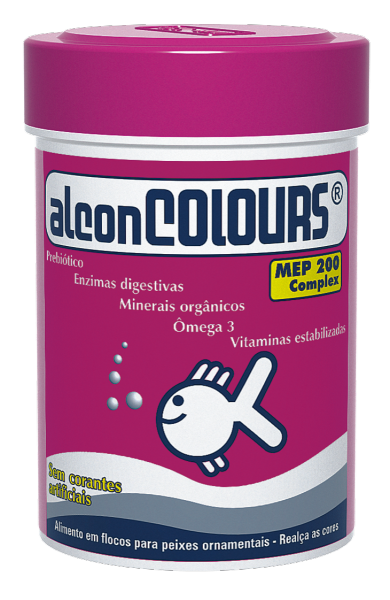 alconCOLOURS®
Prebiótico
MEP 200
Complex
Enzimas digestivas
Minerais orgânicos
Ômega 3
Vitaminas estabilizadas
Sem corantes
artificiais
Alimento em flocos para peixes ornamentais - Realça as cores